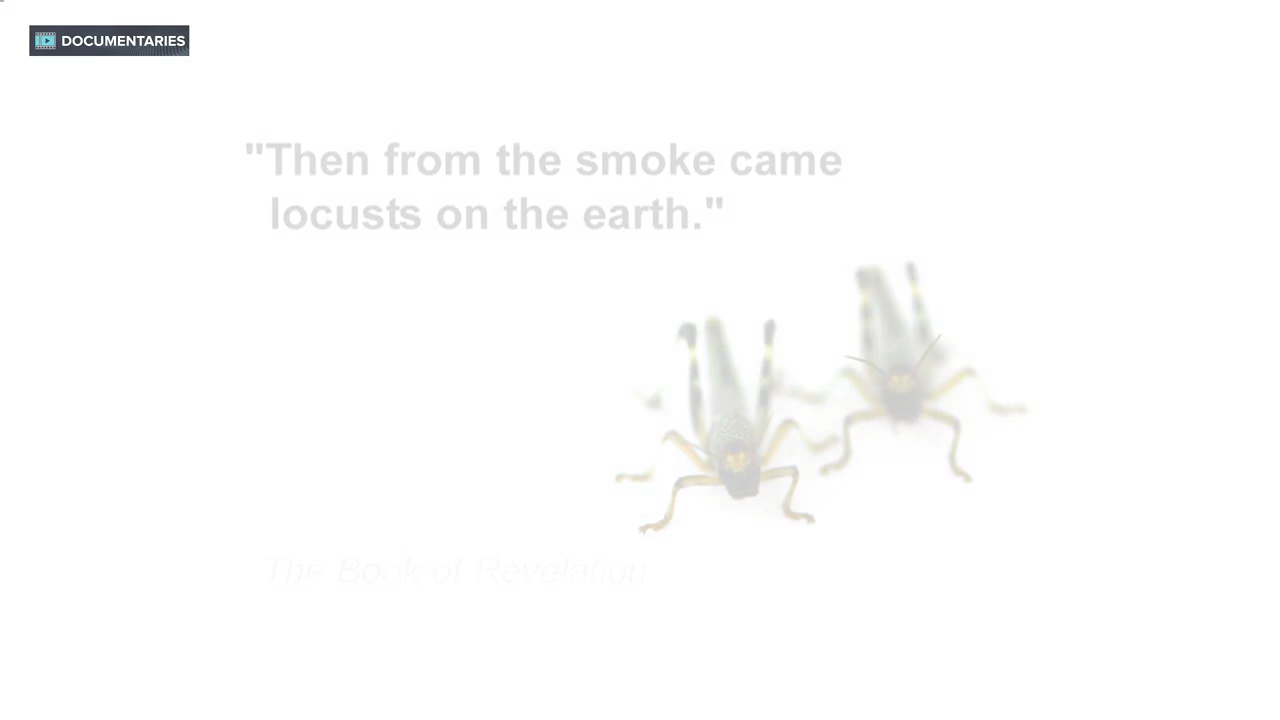 DOCUMENTARIES
"Then from the smoke came
locusts on the earth."
The Book of Revelation